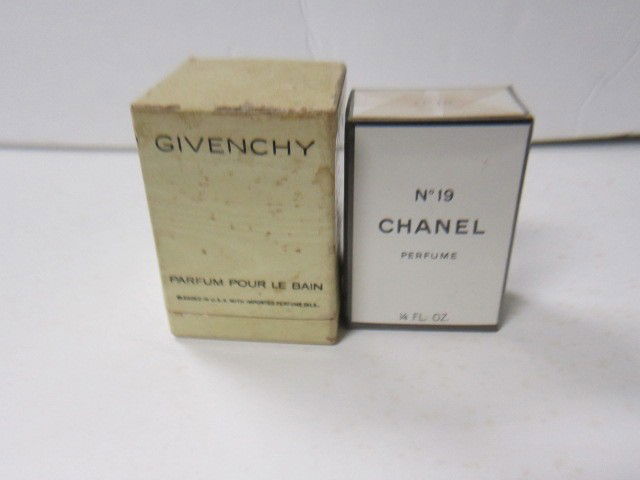 GIVENCHY
PARFUM POUR LE BAIN
BLENDED IN U.S.A. WITH IMPORTED PERFUME OILS.
N° 19
CHANEL
PERFUME
¼ FL. OZ.